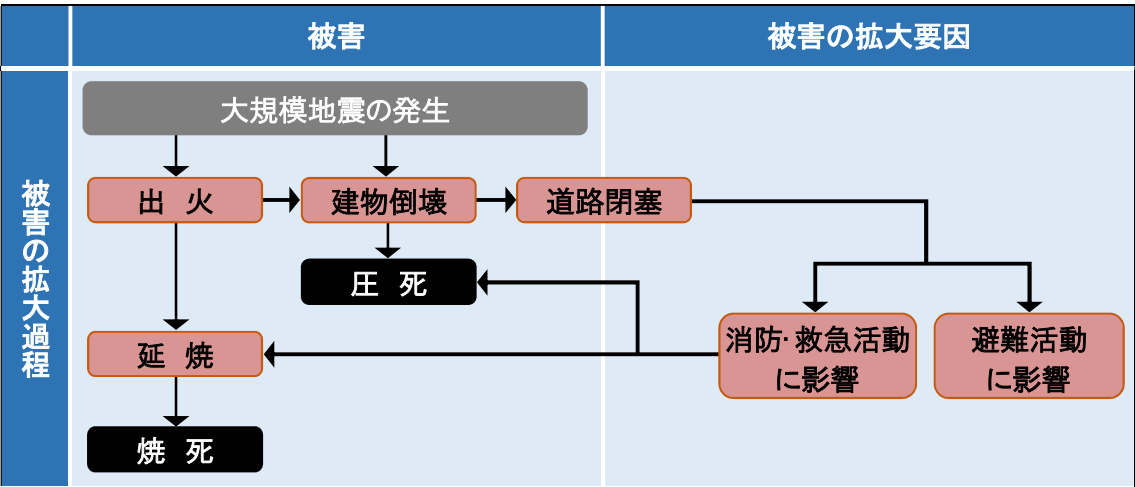 被害
被害の拡大要因
被害の拡大過程
大規模地震の発生
出 火
建物倒壊
道路閉塞
圧 死
延 焼
消防・救急活動
に影響
避難活動
に影響
焼 死